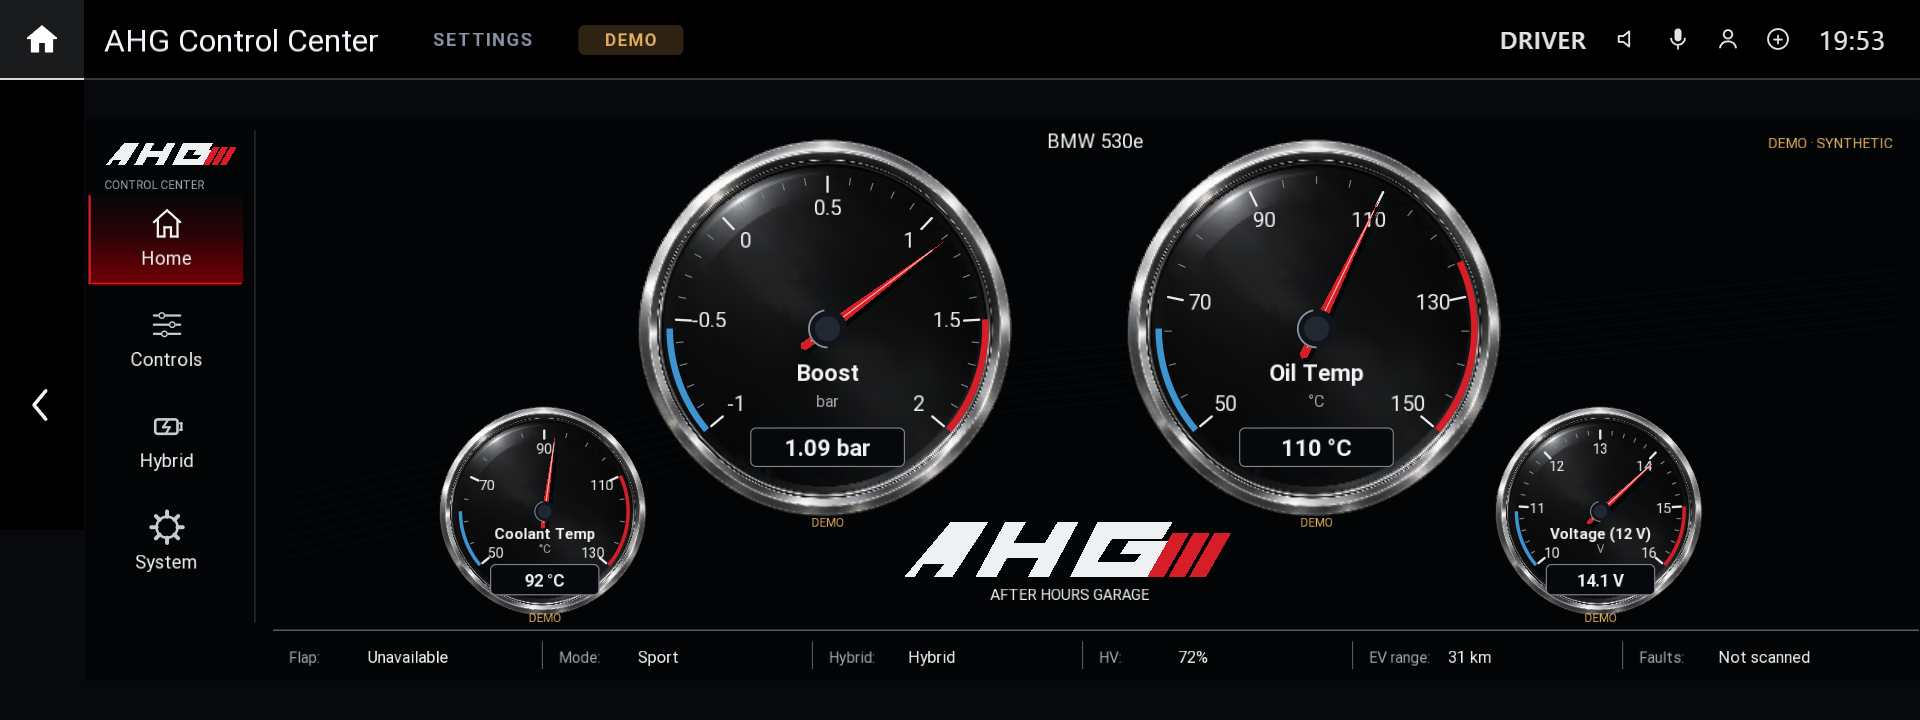 AHG Control Center SETTINGS DEMO DRIVER 19:53
AHG
CONTROL CENTER
Home
Controls
Hybrid
System
BMW 530e
DEMO · SYNTHETIC
-1 -0.5 0 0.5 1 1.5 2
Boost
bar
1.09 bar
DEMO
50 70 90 110 130 150
Oil Temp
°C
110 °C
DEMO
50 70 90 110 130
Coolant Temp
°C
92 °C
DEMO
10 11 12 13 14 15 16
Voltage (12 V)
V
14.1 V
DEMO
AHG
AFTER HOURS GARAGE
Flap: Unavailable Mode: Sport Hybrid: Hybrid HV: 72% EV range: 31 km Faults: Not scanned